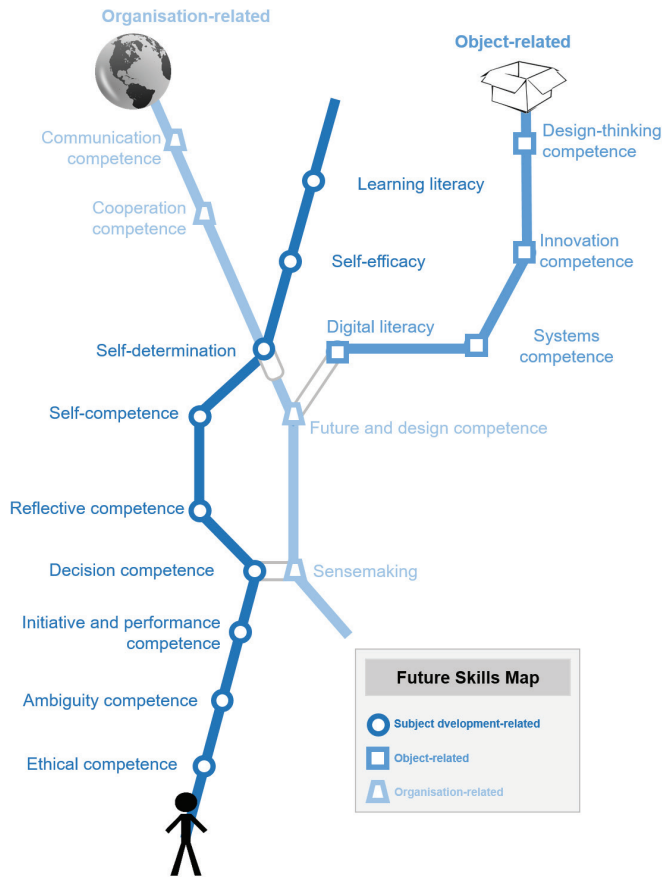 Organisation-related
Object-related
Communication
competence
Design-thinking
competence
Learning literacy
Cooperation
competence
Innovation
competence
Self-efficacy
Digital literacy
Systems
competence
Self-determination
Self-competence
Future and design competence
Reflective competence
Decision competence
Sensemaking
Initiative and performance
competence
Ambiguity competence
Ethical competence
Future Skills Map
Subject dvelopment-related
Object-related
Organisation-related